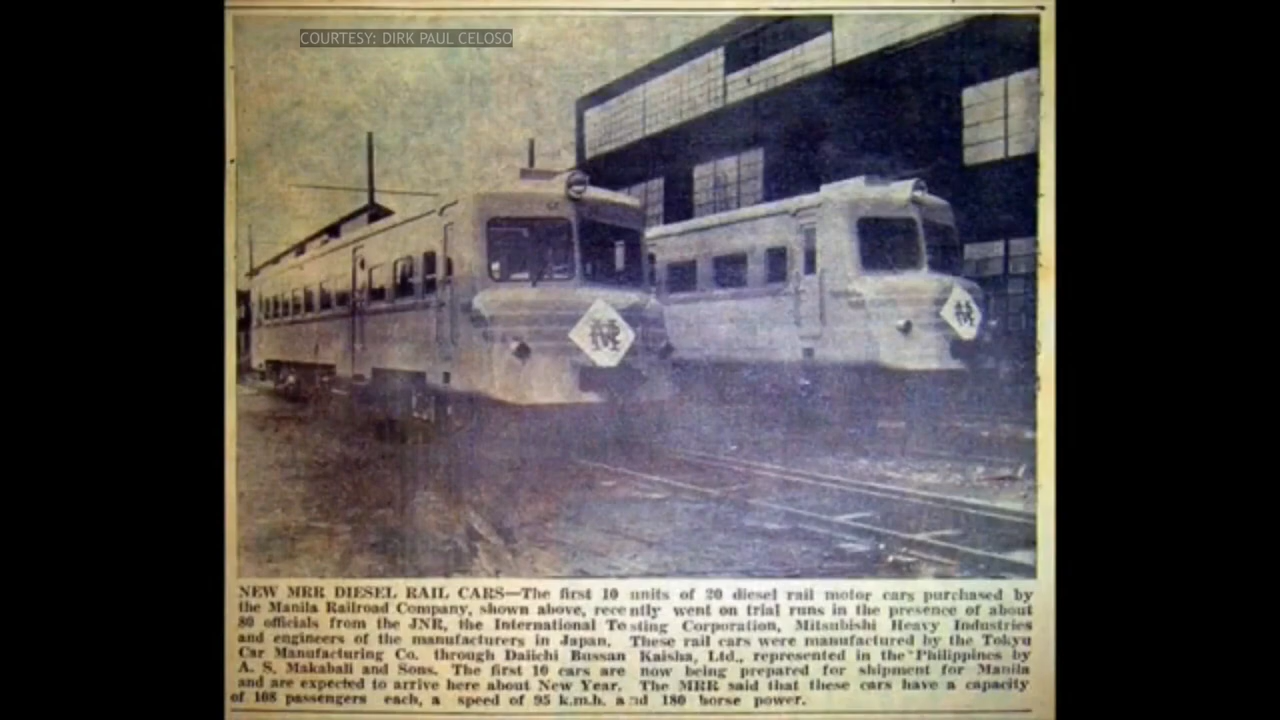 COURTESY: DIRK PAUL CELOSO
NEW MRR DIESEL RAIL CARS—The first 10 units of 20 diesel rail motor cars purchased by
the Manila Railroad Company, shown above, recently went on trial runs in the presence of about
80 officials from the JNR, the International Testing Corporation, Mitsubishi Heavy Industries
and engineers of the manufacturers in Japan. These rail cars were manufactured by the Tokyu
Car Manufacturing Co. through Daiichi Bussan Kaisha, Ltd., represented in the Philippines by
A. S. Makabali and Sons. The first 10 cars are now being prepared for shipment for Manila
and are expected to arrive here about New Year. The MRR said that these cars have a capacity
of 108 passengers each, a speed of 95 k.m.h. and 180 horse power.